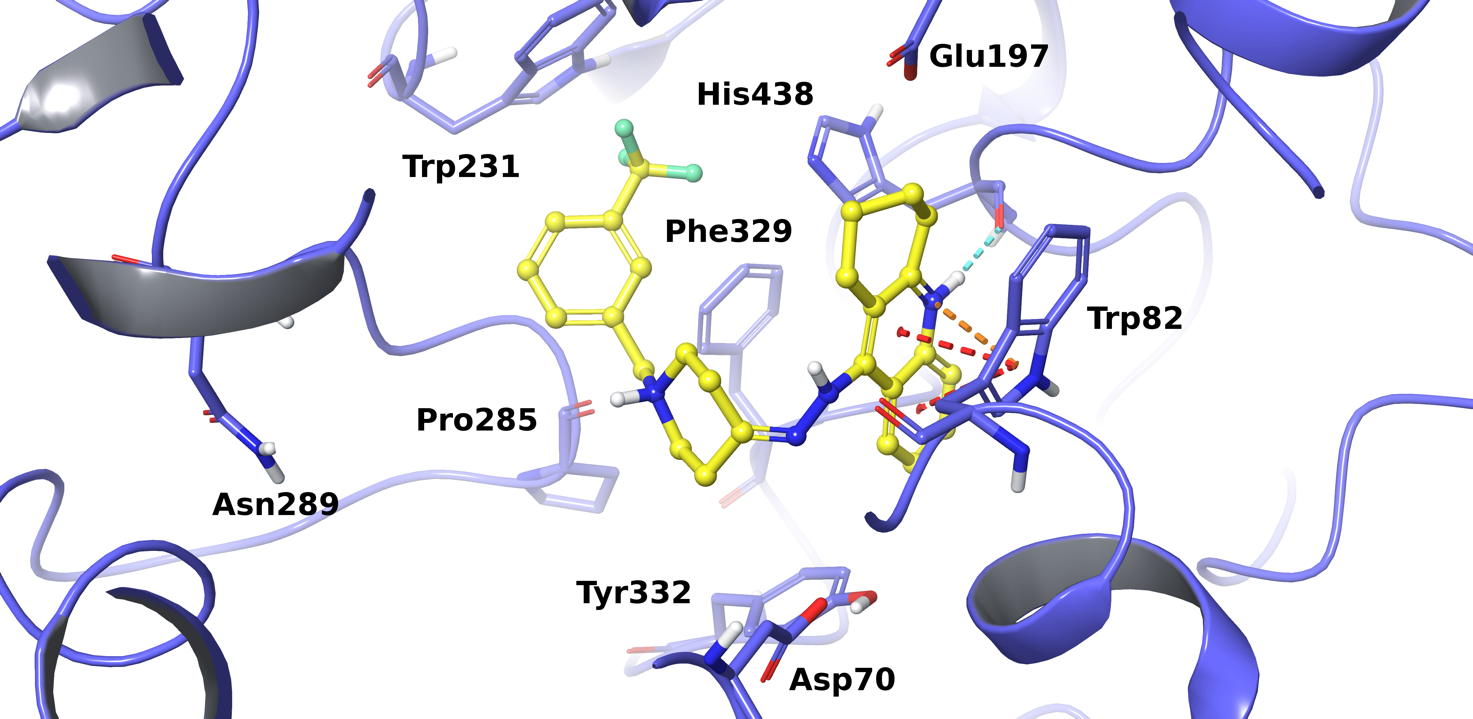 Glu197
His438
Trp231
Phe329
Trp82
Pro285
Asn289
Tyr332
Asp70